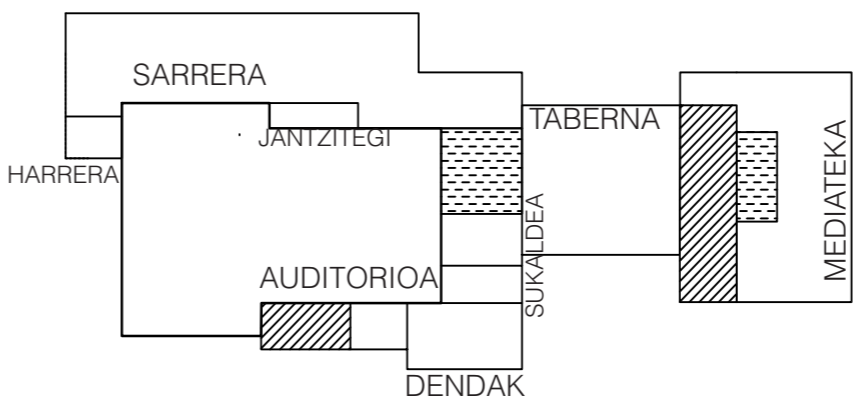 SARRERA
TABERNA
JANTZITEGI
HARRERA
MEDIATEKA
SUKALDEA
AUDITORIOA
DENDAK